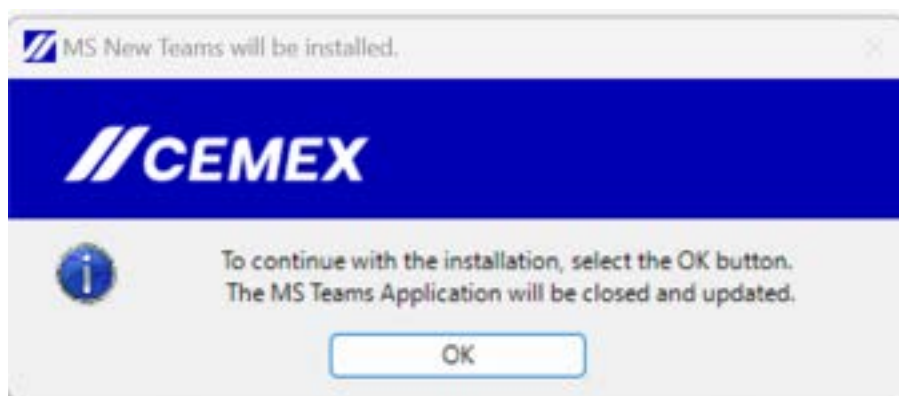 MS New Teams will be installed.
CEMEX
To continue with the installation, select the OK button.
The MS Teams Application will be closed and updated.
OK